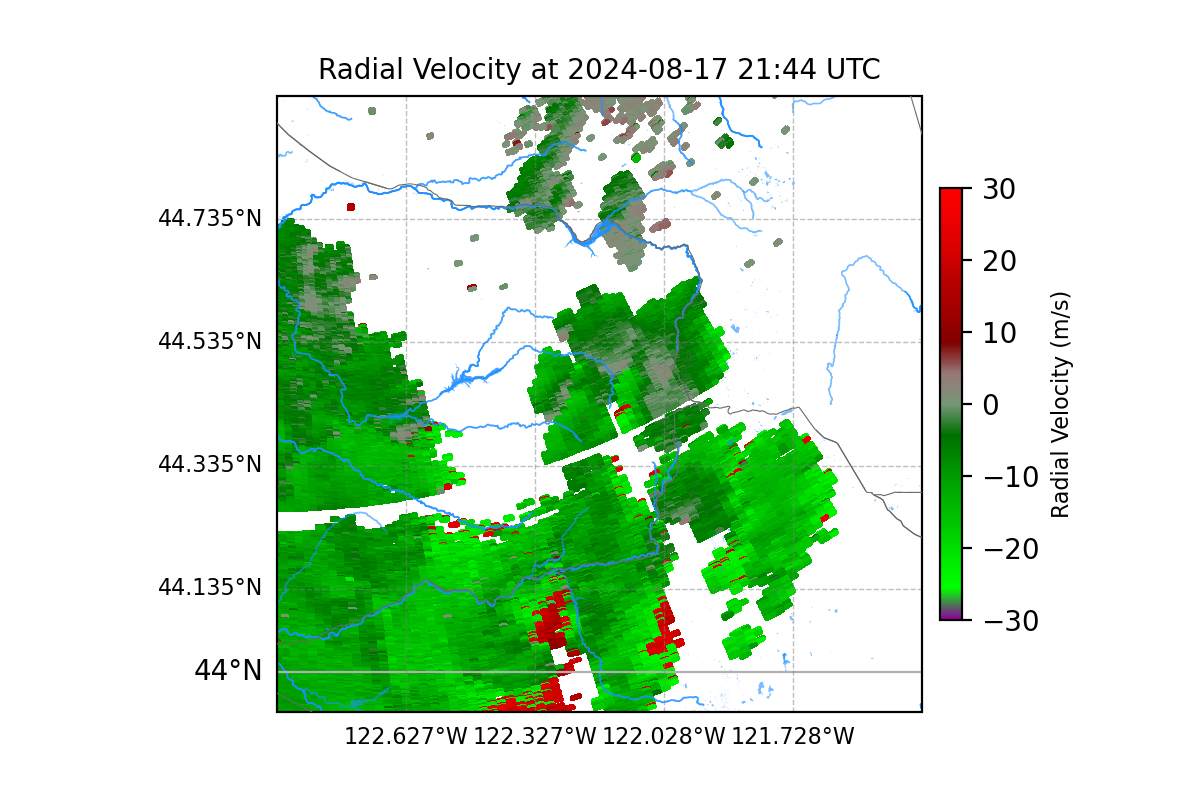 Radial Velocity at 2024-08-17 21:44 UTC
44.735°N
44.535°N
44.335°N
44.135°N
44°N
122.627°W 122.327°W 122.028°W 121.728°W
30
20
10
0
−10
−20
−30
Radial Velocity (m/s)